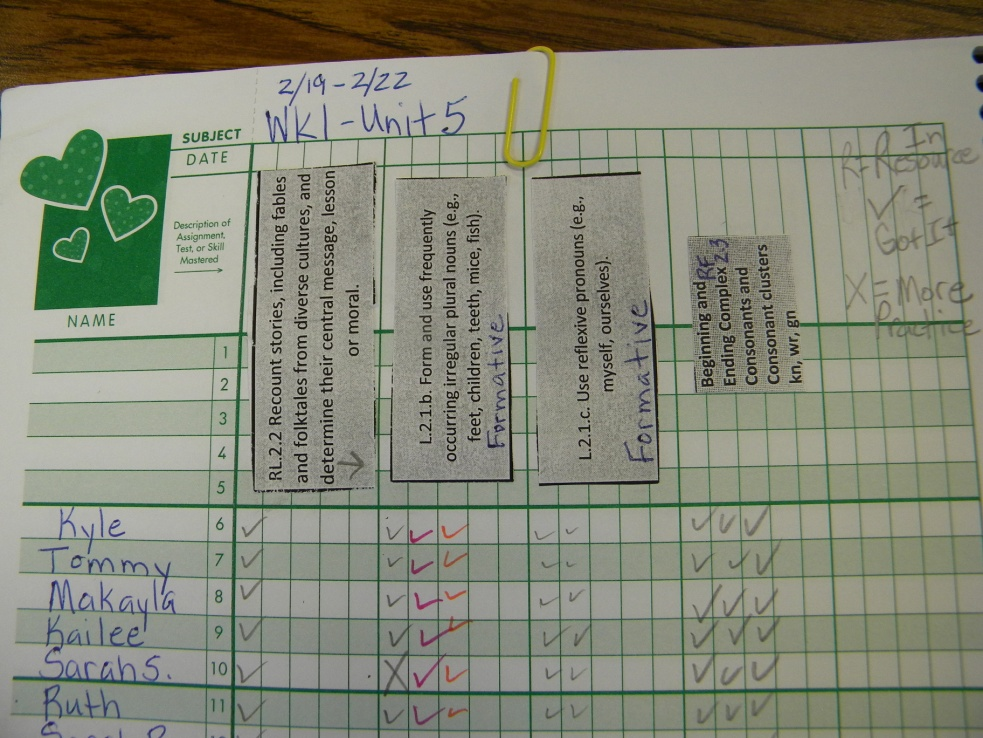 2/19-2/22
WK1-Unit 5
SUBJECT
DATE
Description of
Assignment,
Test, or Skill
Mastered
NAME
RL.2.2 Recount stories, including fables
and folktales from diverse cultures, and
determine their central message, lesson
or moral.
L.2.1.b. Form and use frequently
occurring irregular plural nouns (e.g.,
feet, children, teeth, mice, fish).
Formative
L.2.1.c. Use reflexive pronouns (e.g.,
myself, ourselves).
Formative
Beginning and RF
Ending Complex 2.3
Consonants and
Consonant clusters
kn, wr, gn
In
R=Resource
✓ =
Got It
X = More
Practice
1
2
3
4
5
Kyle 6 ✓ ✓ ✓ ✓ ✓ ✓ ✓ ✓ ✓
Tommy 7 ✓ ✓ ✓ ✓ ✓ ✓ ✓ ✓ ✓
Makayla 8 ✓ ✓ ✓ ✓ ✓ ✓ ✓ ✓ ✓
Kailee 9 ✓ ✓ ✓ ✓ ✓ ✓ ✓ ✓ ✓
Sarah S. 10 ✓ X ✓ ✓ ✓ ✓ ✓ ✓ ✓
Ruth 11 ✓ ✓ ✓ ✓ ✓ ✓ ✓ ✓ ✓